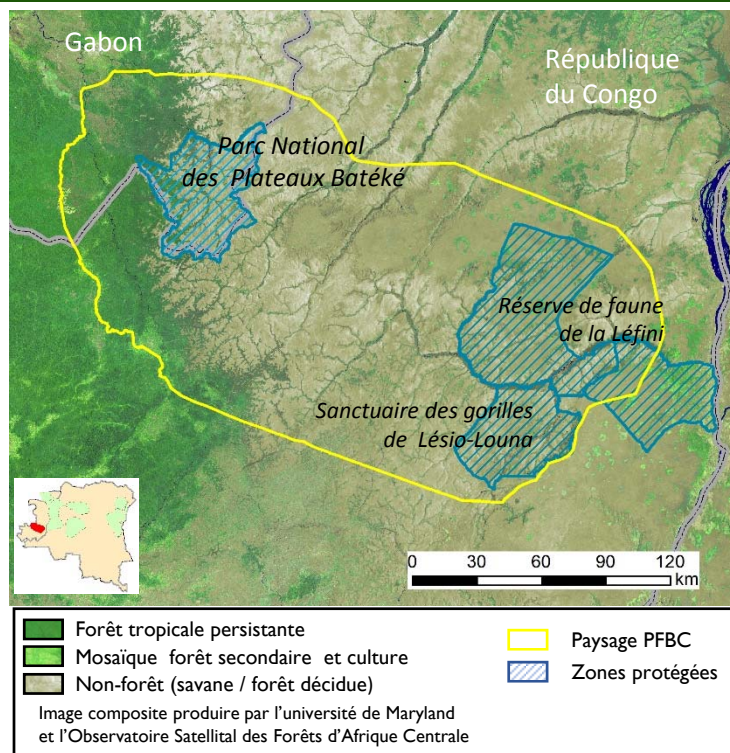 Gabon
République
du Congo
Parc National
des Plateaux Batéké
Réserve de faune
de la Léfini
Sanctuaire des gorilles
de Lésio-Louna
0 30 60 90 120
km
Forêt tropicale persistante
Mosaïque forêt secondaire et culture
Non-forêt (savane / forêt décidue)
Paysage PFBC
Zones protégées
Image composite produire par l'université de Maryland
et l'Observatoire Satellital des Forêts d'Afrique Centrale